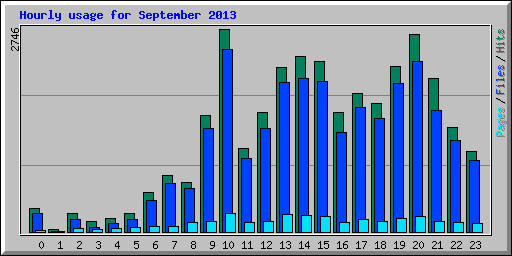 Hourly usage for September 2013
2746
Pages/Files/Hits
0 1 2 3 4 5 6 7 8 9 10 11 12 13 14 15 16 17 18 19 20 21 22 23